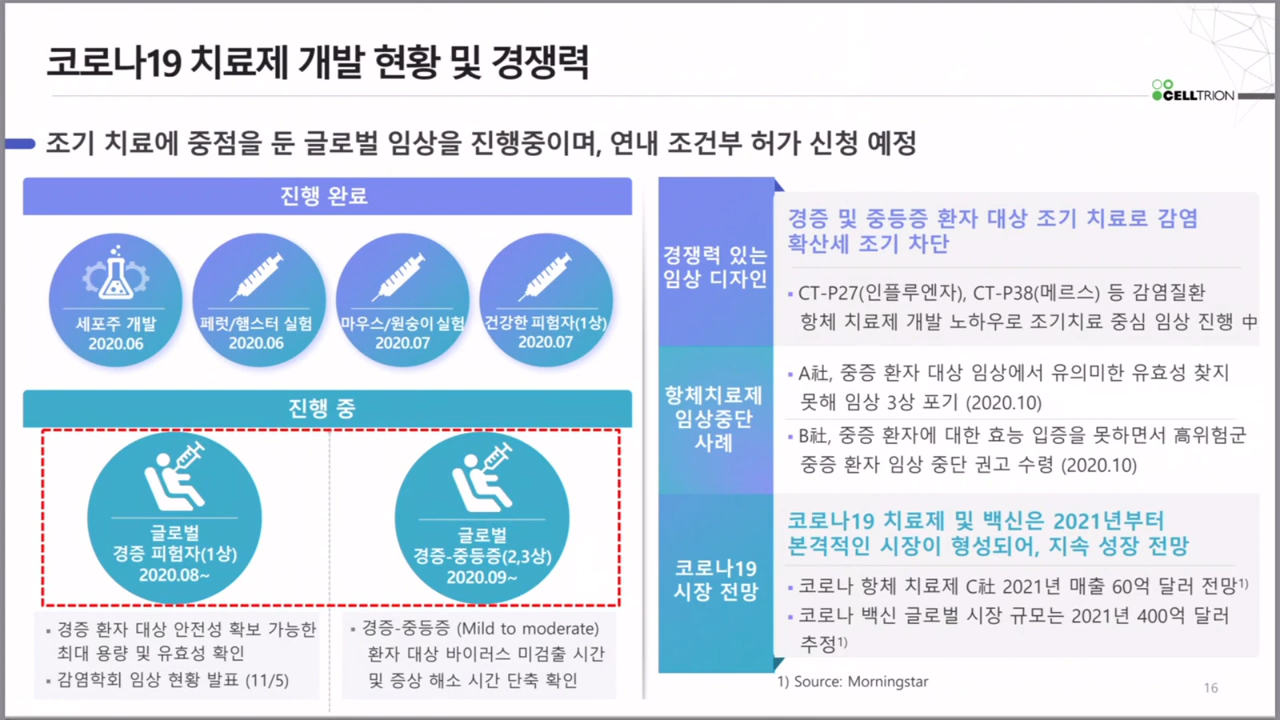 코로나19 치료제 개발 현황 및 경쟁력
CELLTRION
조기 치료에 중점을 둔 글로벌 임상을 진행중이며, 연내 조건부 허가 신청 예정
진행 완료
세포주 개발
2020.06
페럿/햄스터 실험
2020.06
마우스/원숭이 실험
2020.07
건강한 피험자(1상)
2020.07
진행 중
글로벌
경증 피험자(1상)
2020.08~
글로벌
경증-중등증(2,3상)
2020.09~
▪ 경증 환자 대상 안전성 확보 가능한
최대 용량 및 유효성 확인
▪ 감염학회 임상 현황 발표 (11/5)
▪ 경증-중등증 (Mild to moderate)
환자 대상 바이러스 미검출 시간
및 증상 해소 시간 단축 확인
경쟁력 있는
임상 디자인
경증 및 중등증 환자 대상 조기 치료로 감염
확산세 조기 차단
▪ CT-P27(인플루엔자), CT-P38(메르스) 등 감염질환
항체 치료제 개발 노하우로 조기치료 중심 임상 진행 中
항체치료제
임상중단
사례
▪ A社, 중증 환자 대상 임상에서 유의미한 유효성 찾지
못해 임상 3상 포기 (2020.10)
▪ B社, 중증 환자에 대한 효능 입증을 못하면서 高위험군
중증 환자 임상 중단 권고 수령 (2020.10)
코로나19
시장 전망
코로나19 치료제 및 백신은 2021년부터
본격적인 시장이 형성되어, 지속 성장 전망
▪ 코로나 항체 치료제 C社 2021년 매출 60억 달러 전망1)
▪ 코로나 백신 글로벌 시장 규모는 2021년 400억 달러
추정1)
1) Source: Morningstar
16